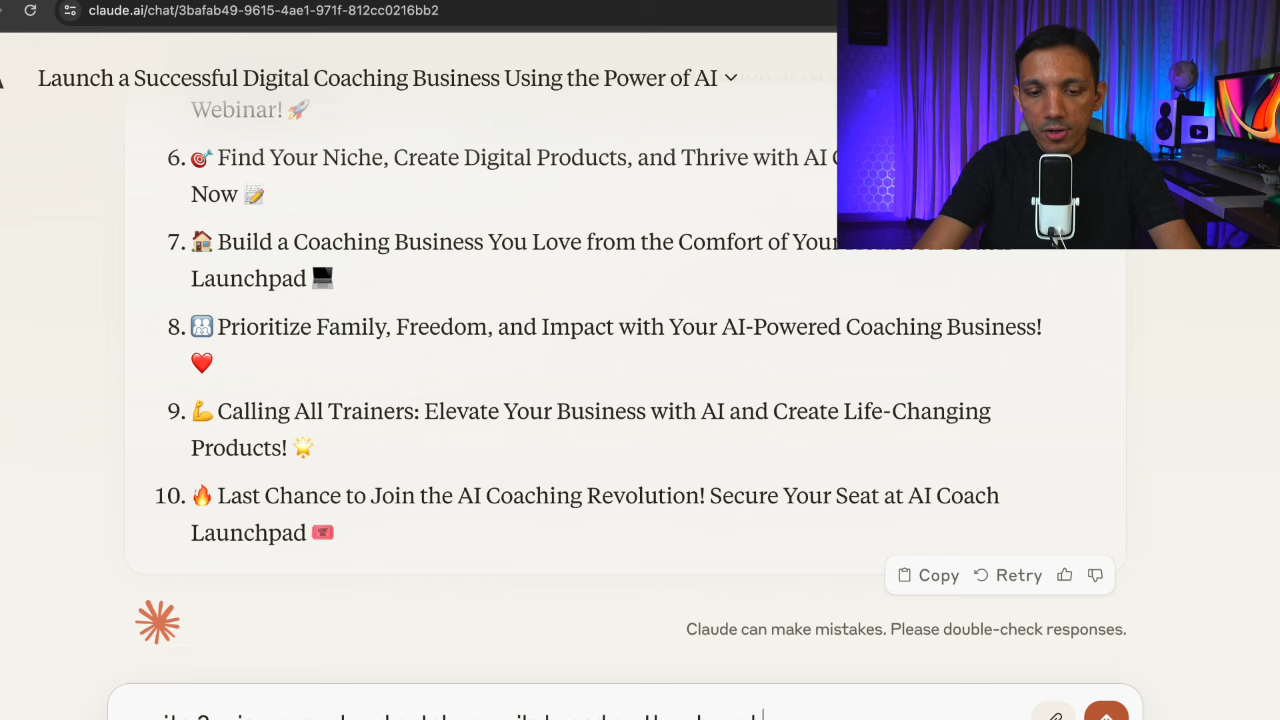 claude.ai/chat/3bafab49-9615-4ae1-971f-812cc0216bb2
Launch a Successful Digital Coaching Business Using the Power of AI
Webinar! 🚀
6. 🎯 Find Your Niche, Create Digital Products, and Thrive with AI
Now 📝
7. 🏠 Build a Coaching Business You Love from the Comfort of Your
Launchpad 💻
8. Prioritize Family, Freedom, and Impact with Your AI-Powered Coaching Business!
❤️
9. 💪 Calling All Trainers: Elevate Your Business with AI and Create Life-Changing
Products! 🌟
10. 🔥 Last Chance to Join the AI Coaching Revolution! Secure Your Seat at AI Coach
Launchpad 🎟️
Copy Retry
Claude can make mistakes. Please double-check responses.